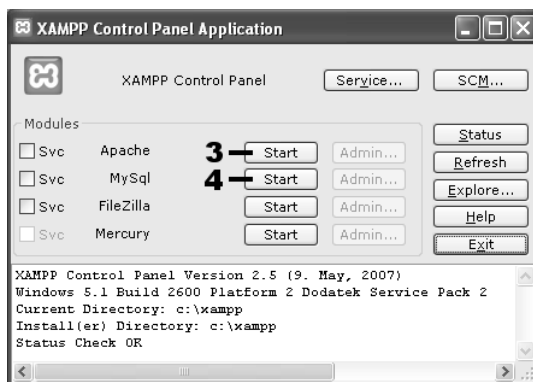 XAMPP Control Panel Application
XAMPP Control Panel Service... SCM...
Modules
Svc Apache 3 Start Admin...
Svc MySql 4 Start Admin...
Svc FileZilla Start Admin...
Svc Mercury Start Admin...
Status
Refresh
Explore...
Help
Exit
XAMPP Control Panel Version 2.5 (9. May, 2007)
Windows 5.1 Build 2600 Platform 2 Dodatek Service Pack 2
Current Directory: c:\xampp
Install(er) Directory: c:\xampp
Status Check OK